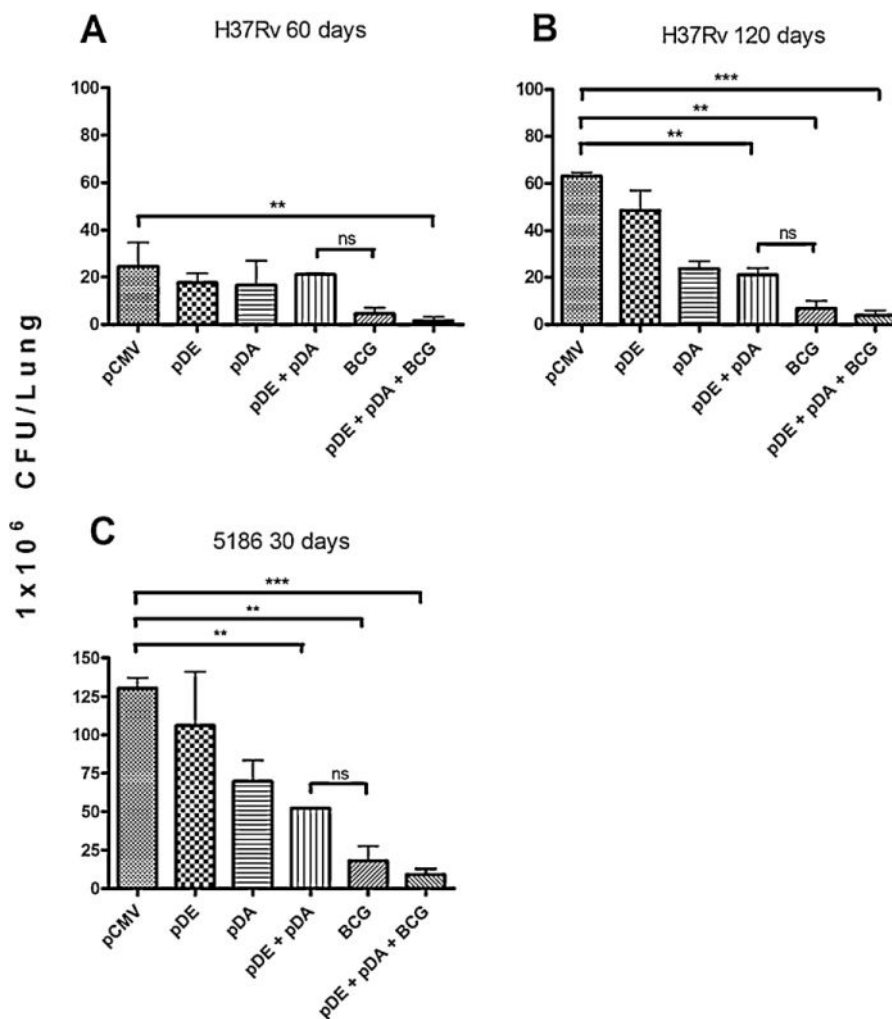 A
H37Rv 60 days
100
80
60
40
20
0
**
ns
pCMV
pDE
pDA
pDE + pDA
BCG
pDE + pDA + BCG
B
H37Rv 120 days
100
80
60
40
20
0
***
**
**
ns
pCMV
pDE
pDA
pDE + pDA
BCG
pDE + pDA + BCG
1x10⁶ CFU/Lung
C
5186 30 days
***
**
**
150
125
100
75
50
25
0
ns
pCMV
pDE
pDA
pDE + pDA
BCG
pDE + pDA + BCG